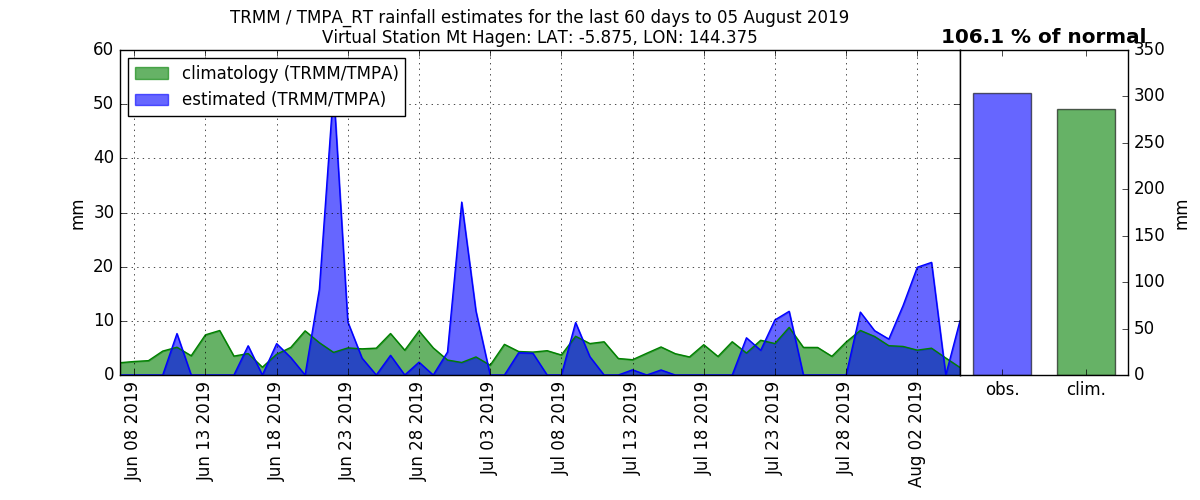 TRMM / TMPA_RT rainfall estimates for the last 60 days to 05 August 2019
Virtual Station Mt Hagen: LAT: -5.875, LON: 144.375
106.1 % of normal
climatology (TRMM/TMPA)
estimated (TRMM/TMPA)
60
50
40
30
20
10
0
mm
Jun 08 2019
Jun 13 2019
Jun 18 2019
Jun 23 2019
Jun 28 2019
Jul 03 2019
Jul 08 2019
Jul 13 2019
Jul 18 2019
Jul 23 2019
Jul 28 2019
Aug 02 2019
350
300
250
200
150
100
50
0
mm
obs.
clim.